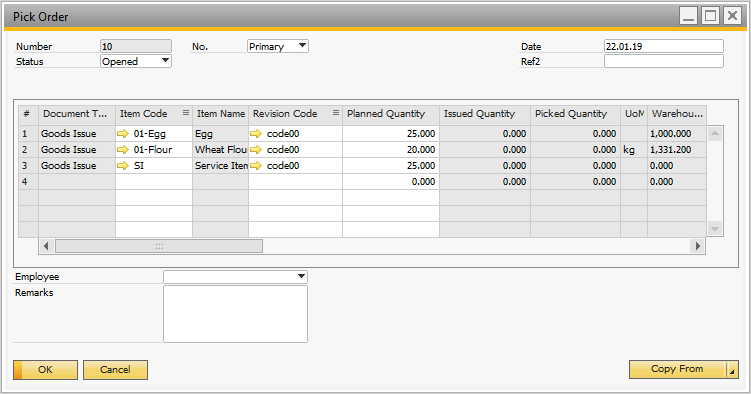 Pick Order
Number 10 No. Primary Date 22.01.19
Status Opened Ref2
# Document T... Item Code Item Name Revision Code Planned Quantity Issued Quantity Picked Quantity UoM Warehou...
1 Goods Issue 01-Egg Egg code00 25.000 0.000 0.000 1,000.000
2 Goods Issue 01-Flour Wheat Flou code00 20.000 0.000 0.000 kg 1,331.200
3 Goods Issue SI Service Item code00 25.000 0.000 0.000 0.000
4 0.000 0.000 0.000 0.000
Employee
Remarks
OK Cancel Copy From